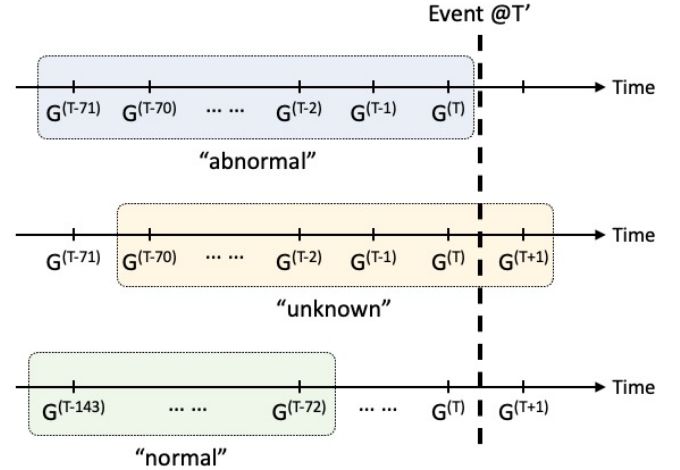 Event @T’
Time
G(T-71) G(T-70) ... ... G(T-2) G(T-1) G(T)
“abnormal”
Time
G(T-71) G(T-70) ... ... G(T-2) G(T-1) G(T) G(T+1)
“unknown”
Time
G(T-143) ... ... G(T-72) ... ... G(T) G(T+1)
“normal”